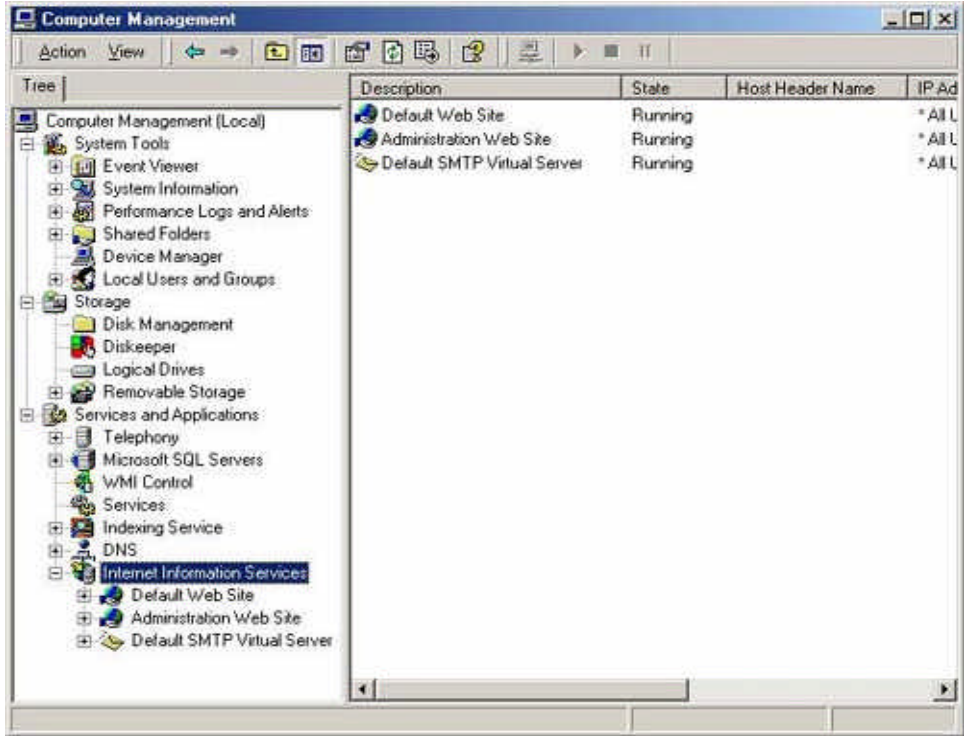 Computer Management
Action View
Tree
Description State Host Header Name IP Ad
Computer Management (Local)
System Tools
Event Viewer
System Information
Performance Logs and Alerts
Shared Folders
Device Manager
Local Users and Groups
Storage
Disk Management
Diskeeper
Logical Drives
Removable Storage
Services and Applications
Telephony
Microsoft SQL Servers
WMI Control
Services
Indexing Service
DNS
Internet Information Services
Default Web Site
Administration Web Site
Default SMTP Virtual Server
Default Web Site Running * All U
Administration Web Site Running * All U
Default SMTP Virtual Server Running * All U